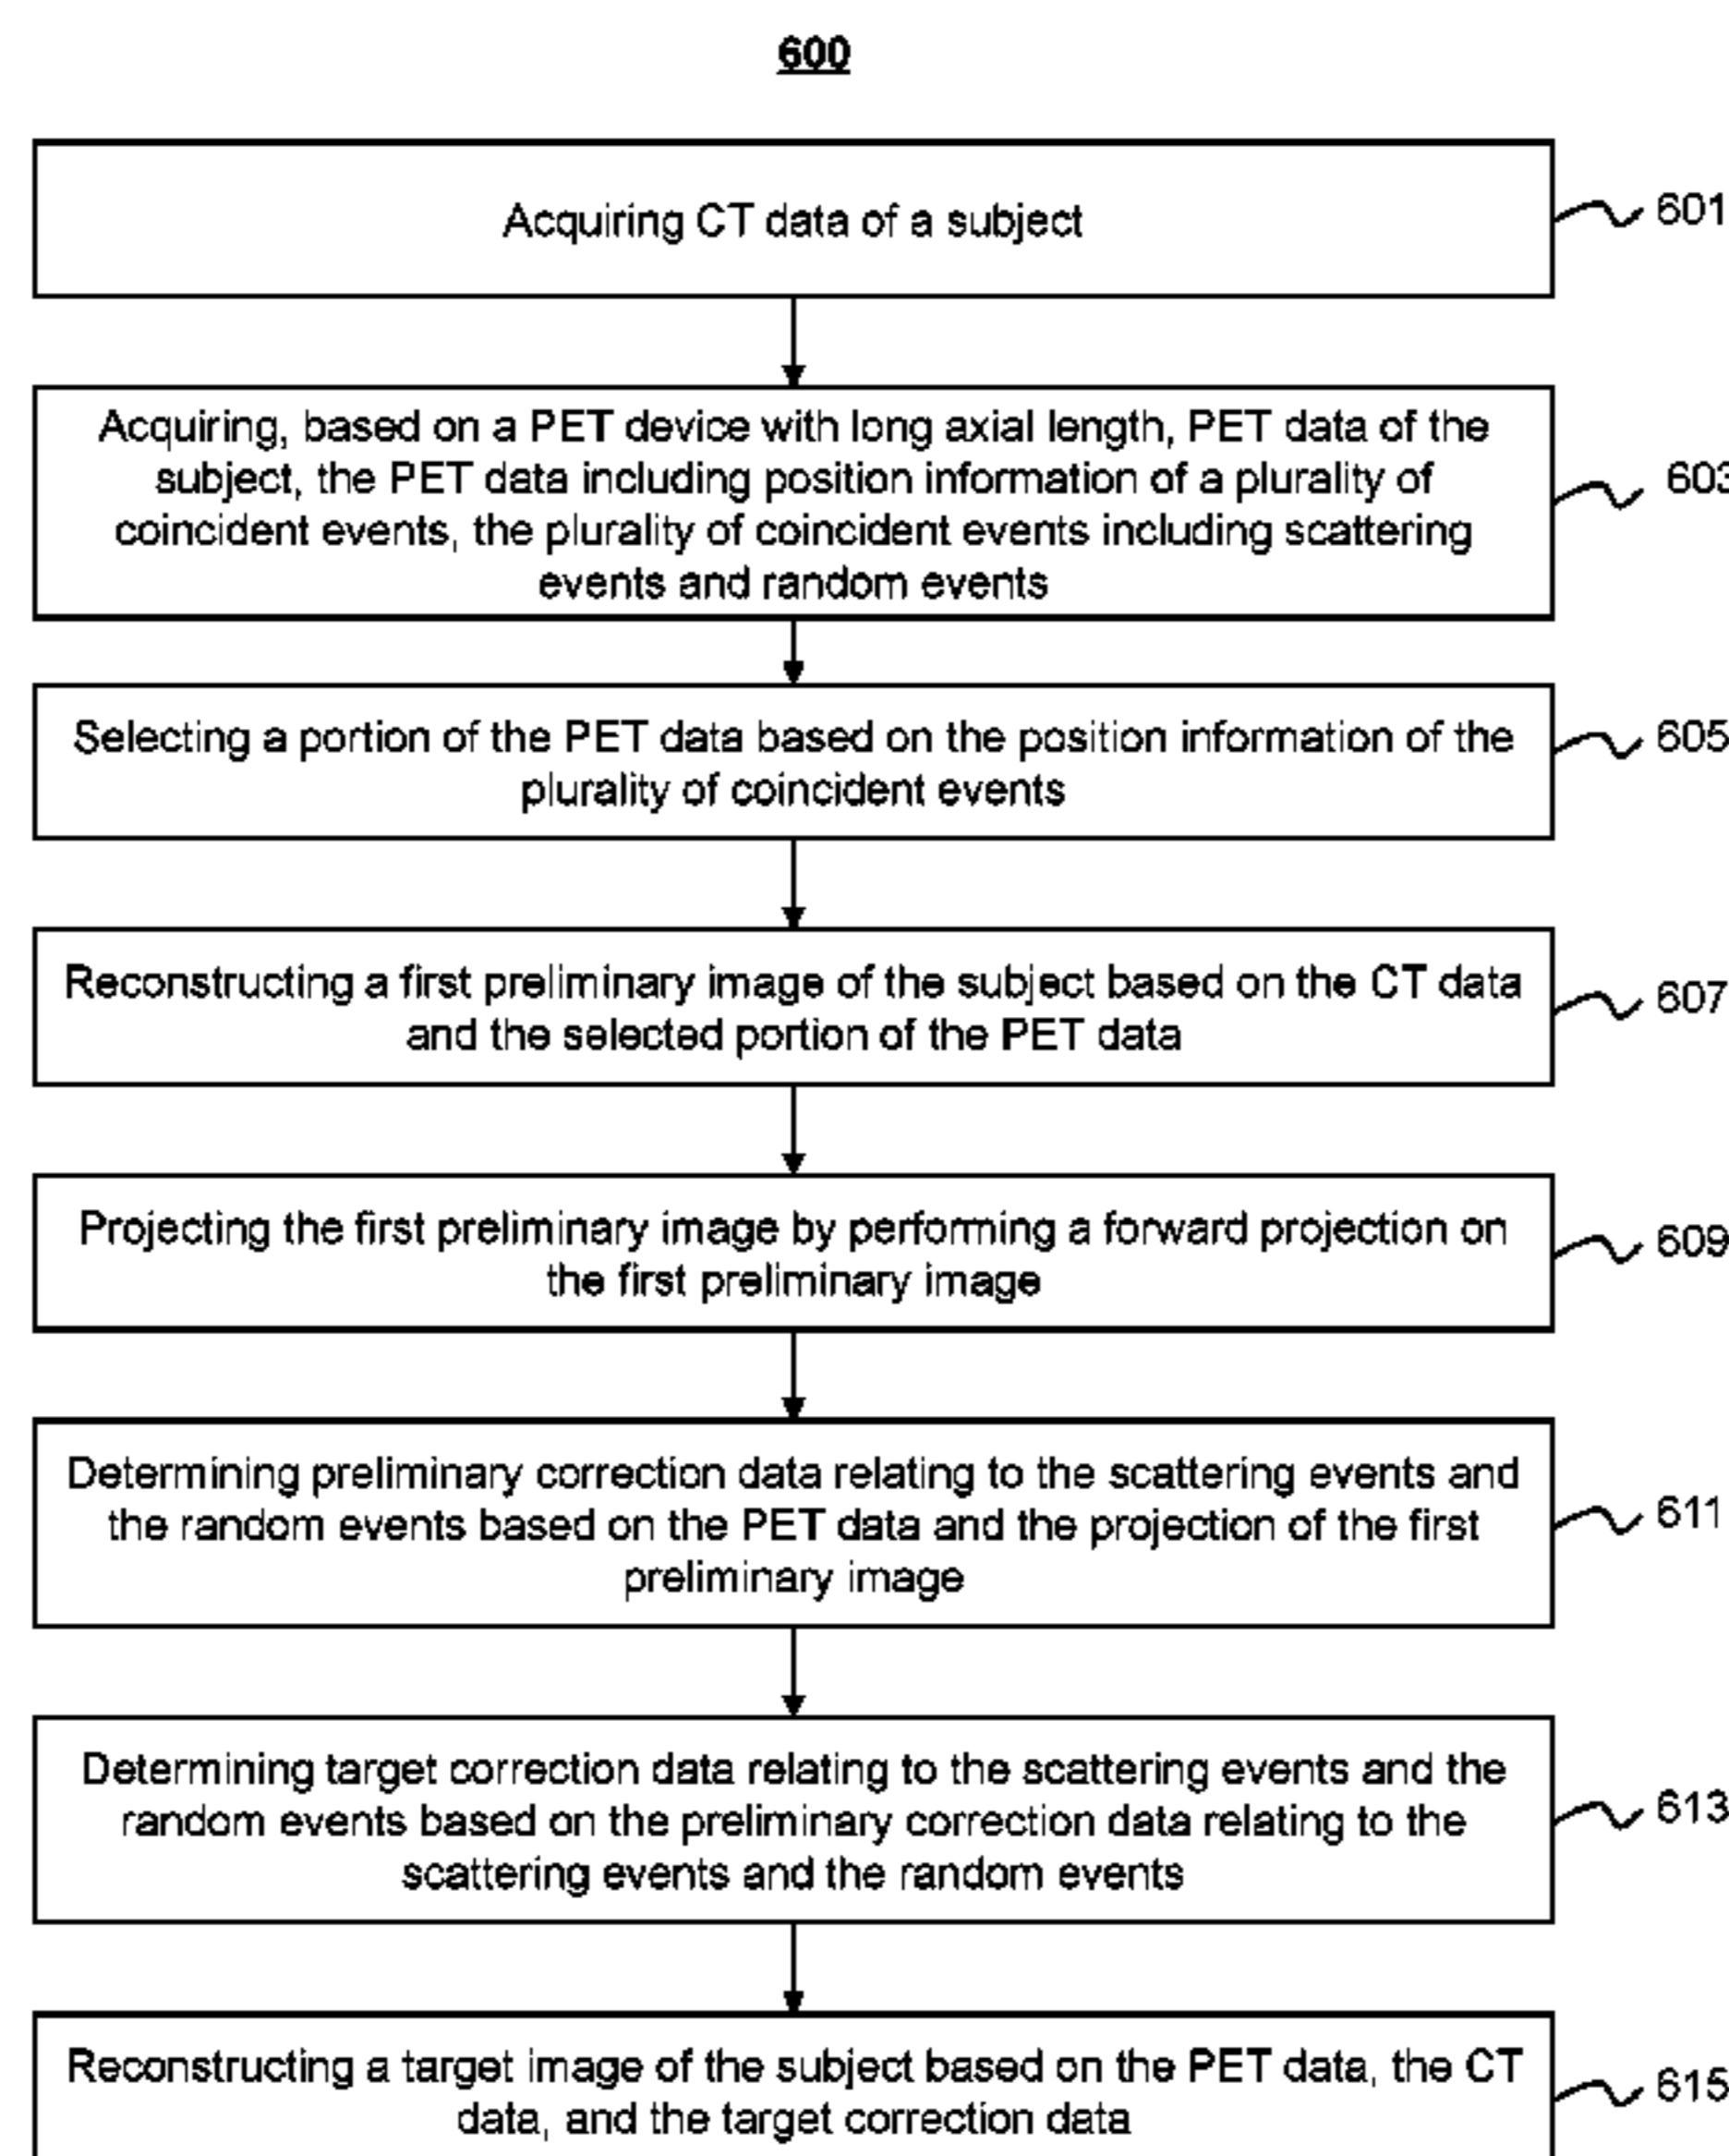 600
Acquiring CT data of a subject
601
Acquiring, based on a PET device with long axial length, PET data of the
subject, the PET data including position information of a plurality of
coincident events, the plurality of coincident events including scattering
events and random events
603
Selecting a portion of the PET data based on the position information of the
plurality of coincident events
605
Reconstructing a first preliminary image of the subject based on the CT data
and the selected portion of the PET data
607
Projecting the first preliminary image by performing a forward projection on
the first preliminary image
609
Determining preliminary correction data relating to the scattering events and
the random events based on the PET data and the projection of the first
preliminary image
611
Determining target correction data relating to the scattering events and the
random events based on the preliminary correction data relating to the
scattering events and the random events
613
Reconstructing a target image of the subject based on the PET data, the CT
data, and the target correction data
615